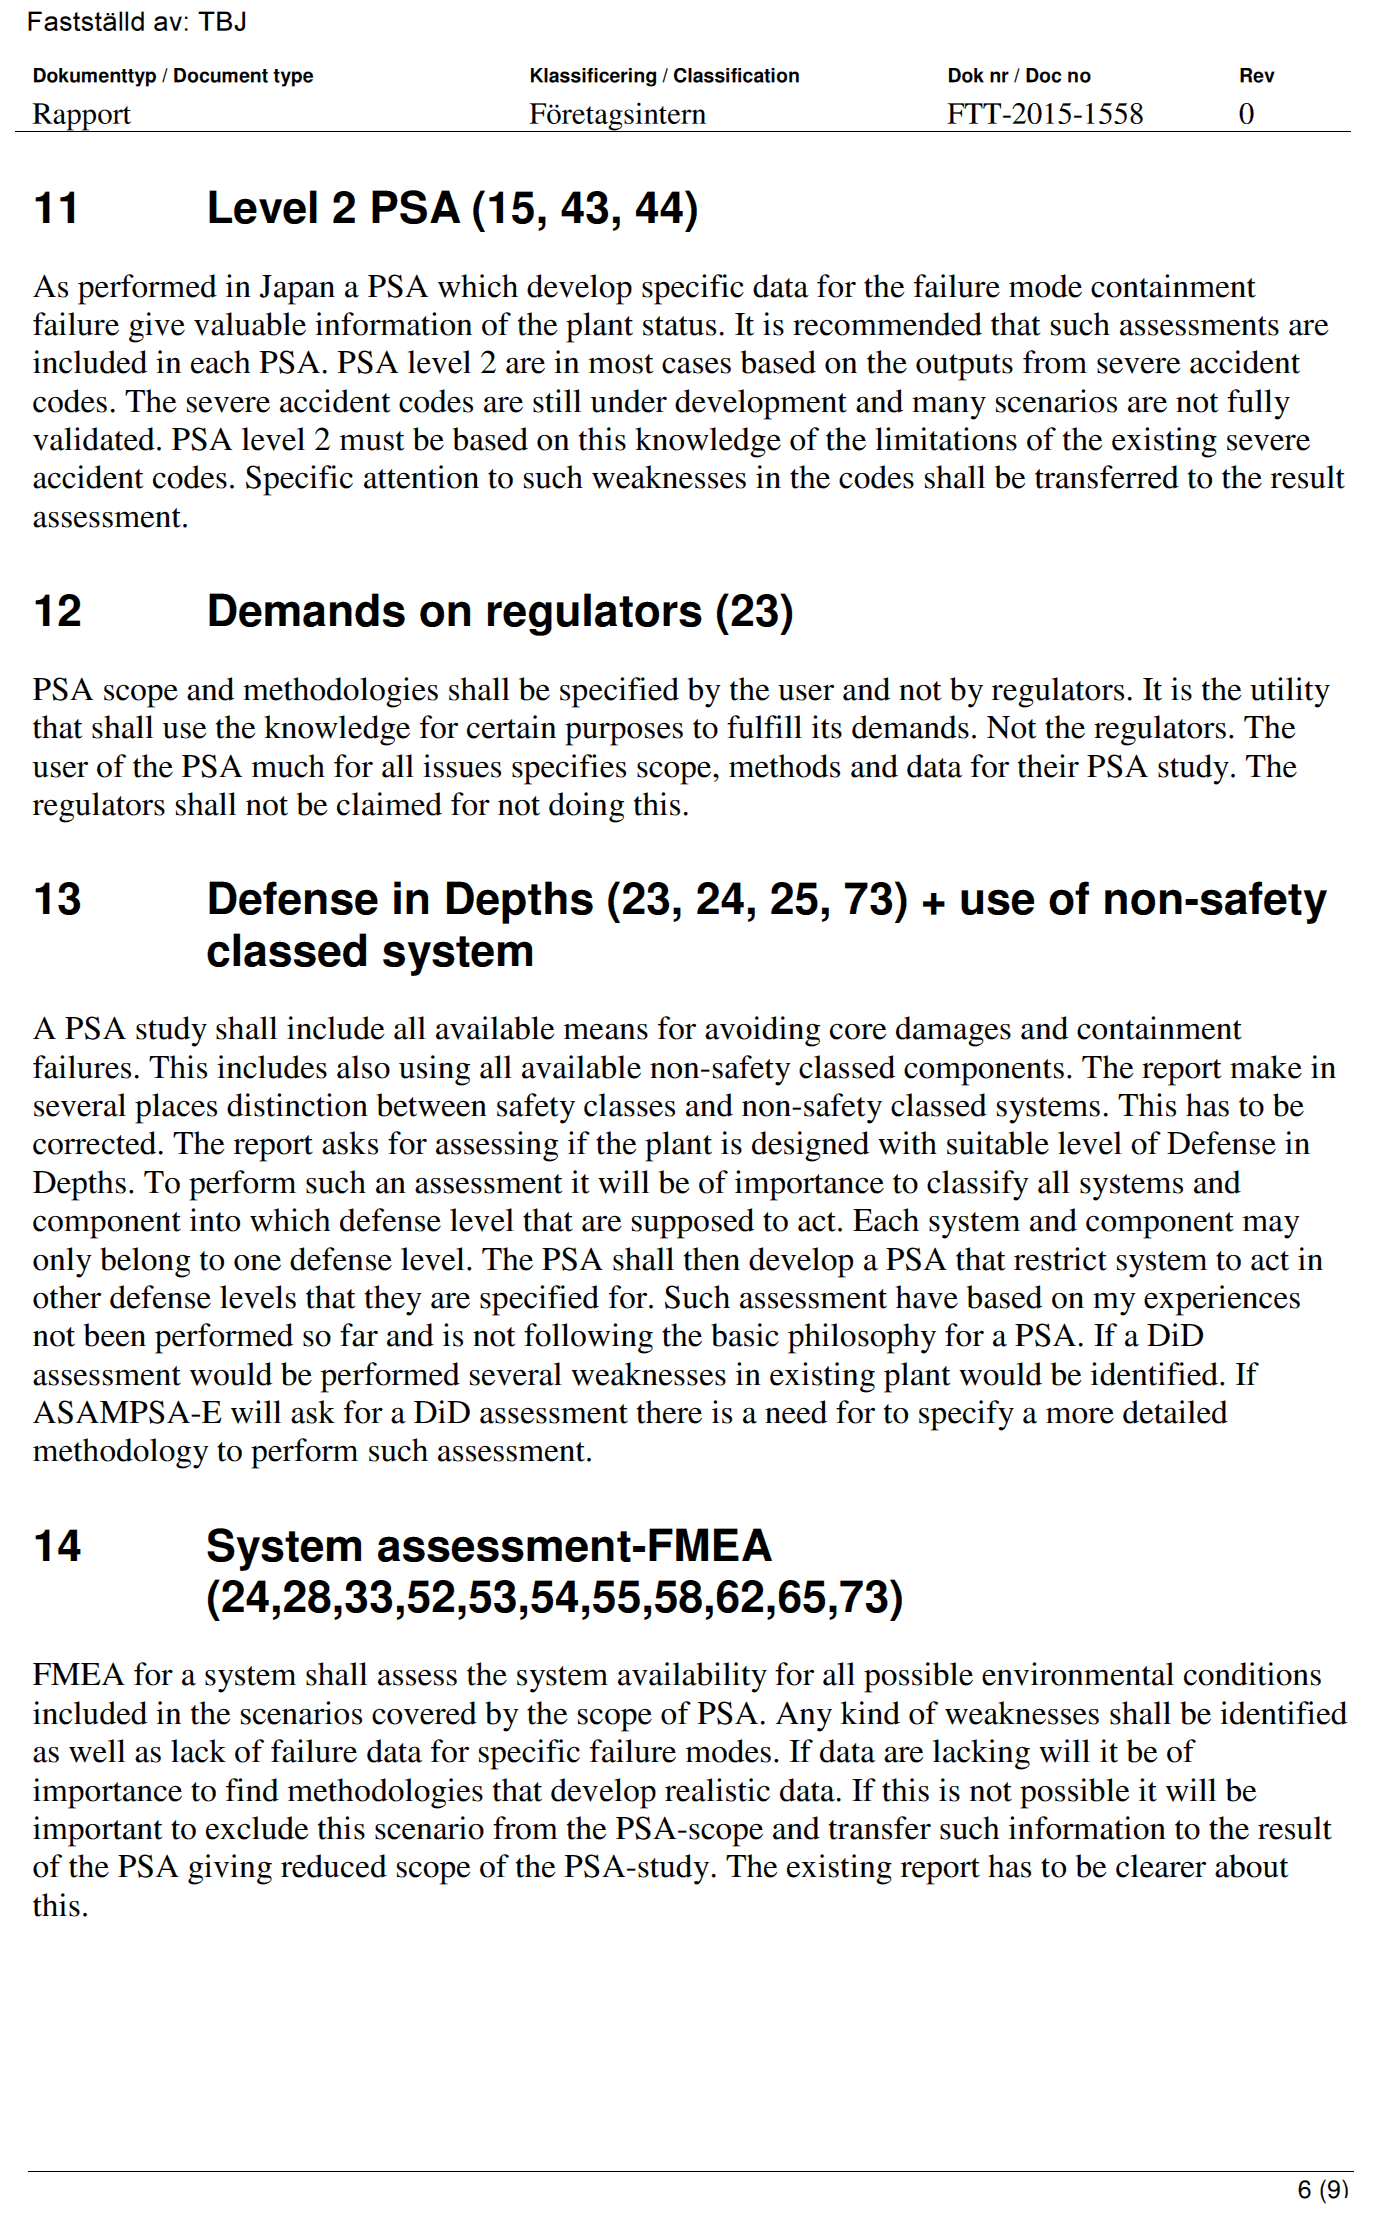 Fastställd av: TBJ
Dokumenttyp / Document type Klassificering / Classification Dok nr / Doc no Rev
Rapport Företagsintern FTT-2015-1558 0
11 Level 2 PSA (15, 43, 44)
As performed in Japan a PSA which develop specific data for the failure mode containment
failure give valuable information of the plant status. It is recommended that such assessments are
included in each PSA. PSA level 2 are in most cases based on the outputs from severe accident
codes. The severe accident codes are still under development and many scenarios are not fully
validated. PSA level 2 must be based on this knowledge of the limitations of the existing severe
accident codes. Specific attention to such weaknesses in the codes shall be transferred to the result
assessment.
12 Demands on regulators (23)
PSA scope and methodologies shall be specified by the user and not by regulators. It is the utility
that shall use the knowledge for certain purposes to fulfill its demands. Not the regulators. The
user of the PSA much for all issues specifies scope, methods and data for their PSA study. The
regulators shall not be claimed for not doing this.
13 Defense in Depths (23, 24, 25, 73) + use of non-safety
classed system
A PSA study shall include all available means for avoiding core damages and containment
failures. This includes also using all available non-safety classed components. The report make in
several places distinction between safety classes and non-safety classed systems. This has to be
corrected. The report asks for assessing if the plant is designed with suitable level of Defense in
Depths. To perform such an assessment it will be of importance to classify all systems and
component into which defense level that are supposed to act. Each system and component may
only belong to one defense level. The PSA shall then develop a PSA that restrict system to act in
other defense levels that they are specified for. Such assessment have based on my experiences
not been performed so far and is not following the basic philosophy for a PSA. If a DiD
assessment would be performed several weaknesses in existing plant would be identified. If
ASAMPSA-E will ask for a DiD assessment there is a need for to specify a more detailed
methodology to perform such assessment.
14 System assessment-FMEA
(24,28,33,52,53,54,55,58,62,65,73)
FMEA for a system shall assess the system availability for all possible environmental conditions
included in the scenarios covered by the scope of PSA. Any kind of weaknesses shall be identified
as well as lack of failure data for specific failure modes. If data are lacking will it be of
importance to find methodologies that develop realistic data. If this is not possible it will be
important to exclude this scenario from the PSA-scope and transfer such information to the result
of the PSA giving reduced scope of the PSA-study. The existing report has to be clearer about
this.
6 (9)